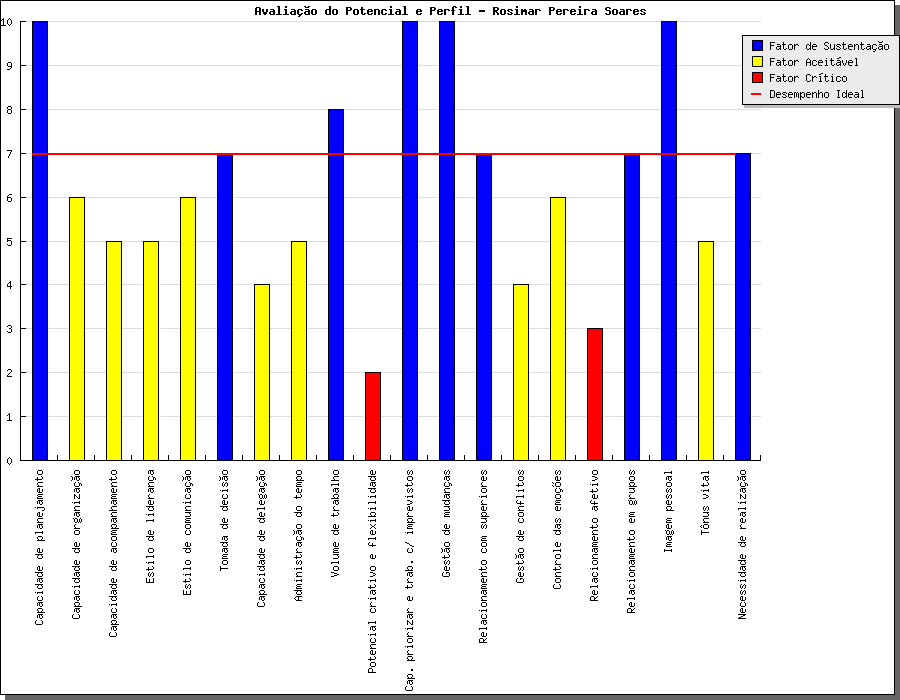 Avaliação do Potencial e Perfil - Rosimar Pereira Soares
Fator de Sustentação
Fator Aceitável
Fator Crítico
Desempenho Ideal
10
9
8
7
6
5
4
3
2
1
0
Capacidade de planejamento
Capacidade de organização
Capacidade de acompanhamento
Estilo de liderança
Estilo de comunicação
Tomada de decisão
Capacidade de delegação
Administração do tempo
Volume de trabalho
Potencial criativo e flexibilidade
Cap. priorizar e trab. c/ imprevistos
Gestão de mudanças
Relacionamento com superiores
Gestão de conflitos
Controle das emoções
Relacionamento afetivo
Relacionamento em grupos
Imagem pessoal
Tônus vital
Necessidade de realização